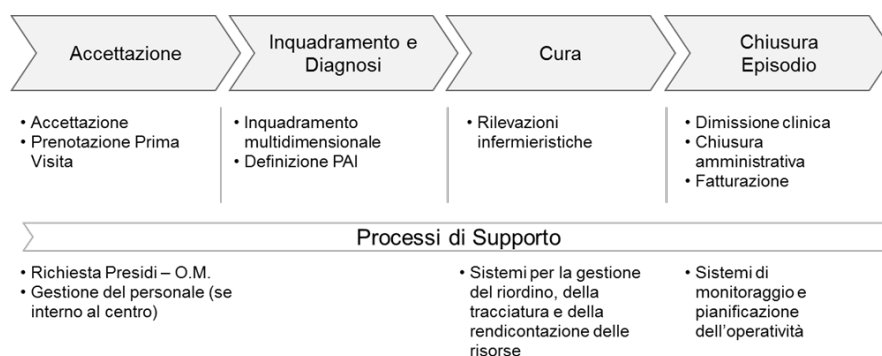 Accettazione
Inquadramento e
Diagnosi
Cura
Chiusura
Episodio
• Accettazione
• Prenotazione Prima
Visita
• Inquadramento
multidimensionale
• Definizione PAI
• Rilevazioni
infermieristiche
• Dimissione clinica
• Chiusura
amministrativa
• Fatturazione
Processi di Supporto
• Richiesta Presidi – O.M.
• Gestione del personale (se
interno al centro)
• Sistemi per la gestione
del riordino, della
tracciatura e della
rendicontazione delle
risorse
• Sistemi di
monitoraggio e
pianificazione
dell'operatività